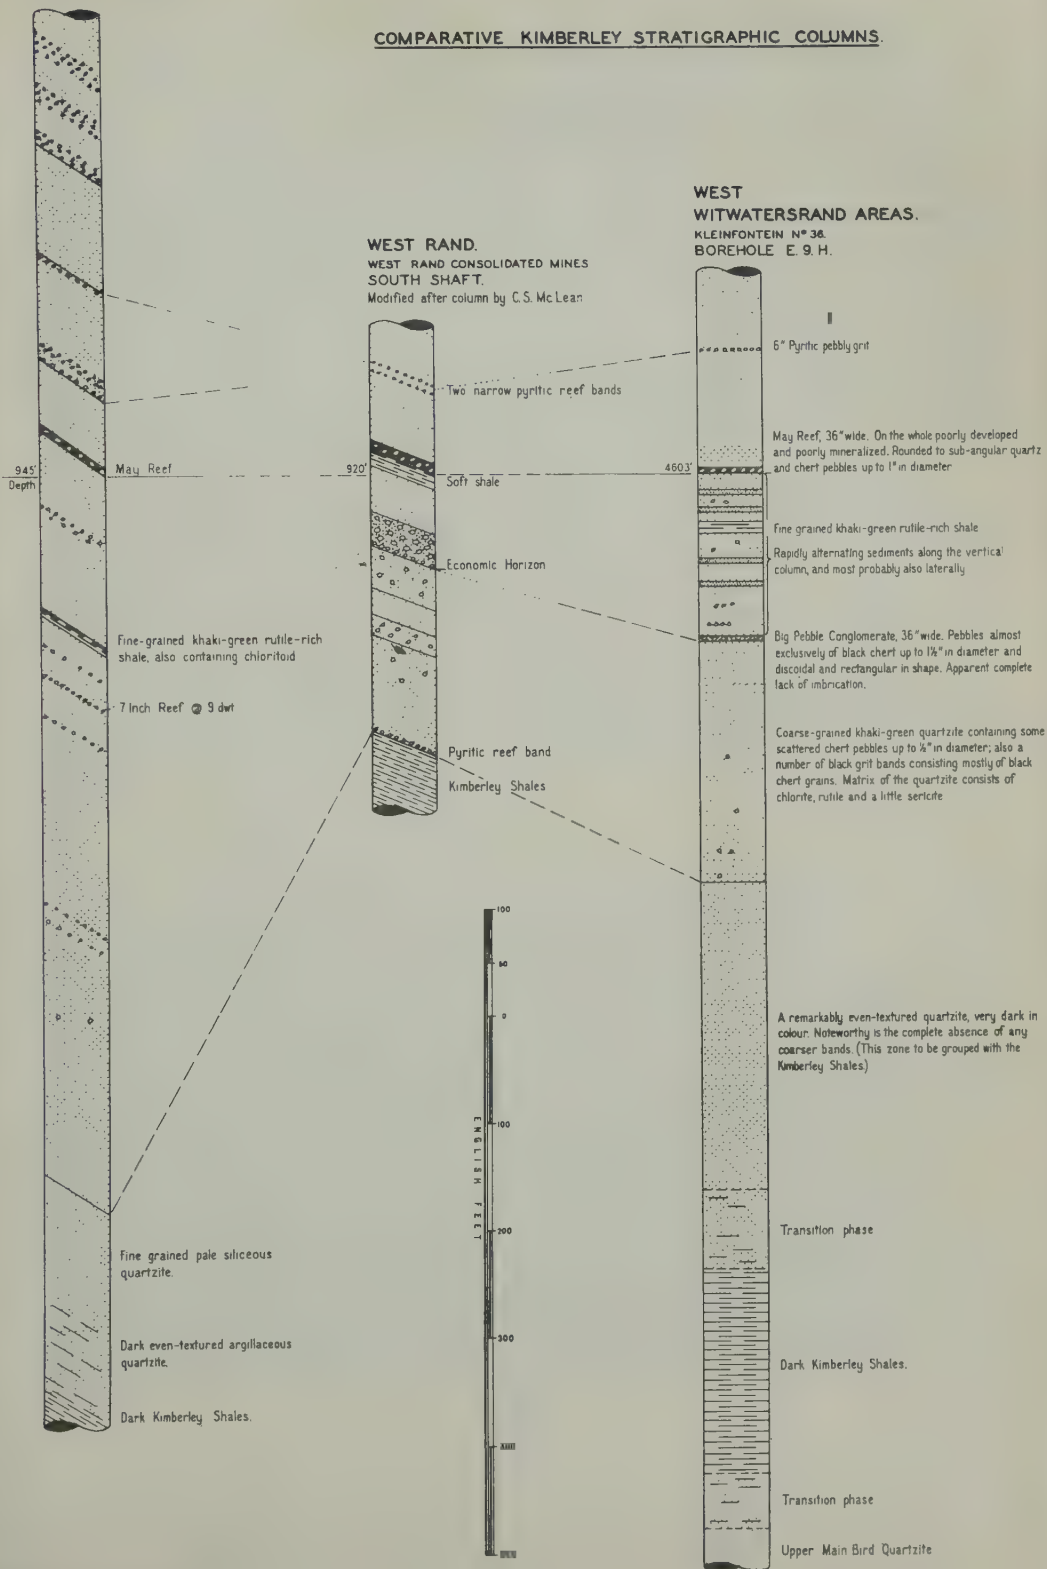 COMPARATIVE KIMBERLEY STRATIGRAPHIC COLUMNS.
945'
Depth
May Reef
Fine-grained khaki-green rutile-rich
shale, also containing chloritoid
7 Inch Reef @ 9 dwt
Fine grained pale siliceous
quartzite.
Dark even-textured argillaceous
quartzite.
Dark Kimberley Shales.
WEST RAND.
WEST RAND CONSOLIDATED MINES
SOUTH SHAFT.
Modified after column by C.S. McLean
Two narrow pyritic reef bands
920'
Soft shale
Economic Horizon
Pyritic reef band
Kimberley Shales
100
50
0
100
200
300
ENGLISH FEET
WEST
WITWATERSRAND AREAS.
KLEINFONTEIN Nº 36.
BOREHOLE E. 9. H.
6" Pyritic pebbly grit
4603'
May Reef, 36" wide. On the whole poorly developed
and poorly mineralized. Rounded to sub-angular quartz
and chert pebbles up to 1" in diameter
Fine grained khaki-green rutile-rich shale
Rapidly alternating sediments along the vertical
column, and most probably also laterally
Big Pebble Conglomerate, 36" wide. Pebbles almost
exclusively of black chert up to 1½" in diameter and
discoidal and rectangular in shape. Apparent complete
lack of imbrication.
Coarse-grained khaki-green quartzite containing some
scattered chert pebbles up to ½" in diameter; also a
number of black grit bands consisting mostly of black
chert grains. Matrix of the quartzite consists of
chlorite, rutile and a little sericite
A remarkably even-textured quartzite, very dark in
colour. Noteworthy is the complete absence of any
coarser bands. (This zone to be grouped with the
Kimberley Shales.)
Transition phase
Dark Kimberley Shales.
Transition phase
Upper Main Bird Quartzite